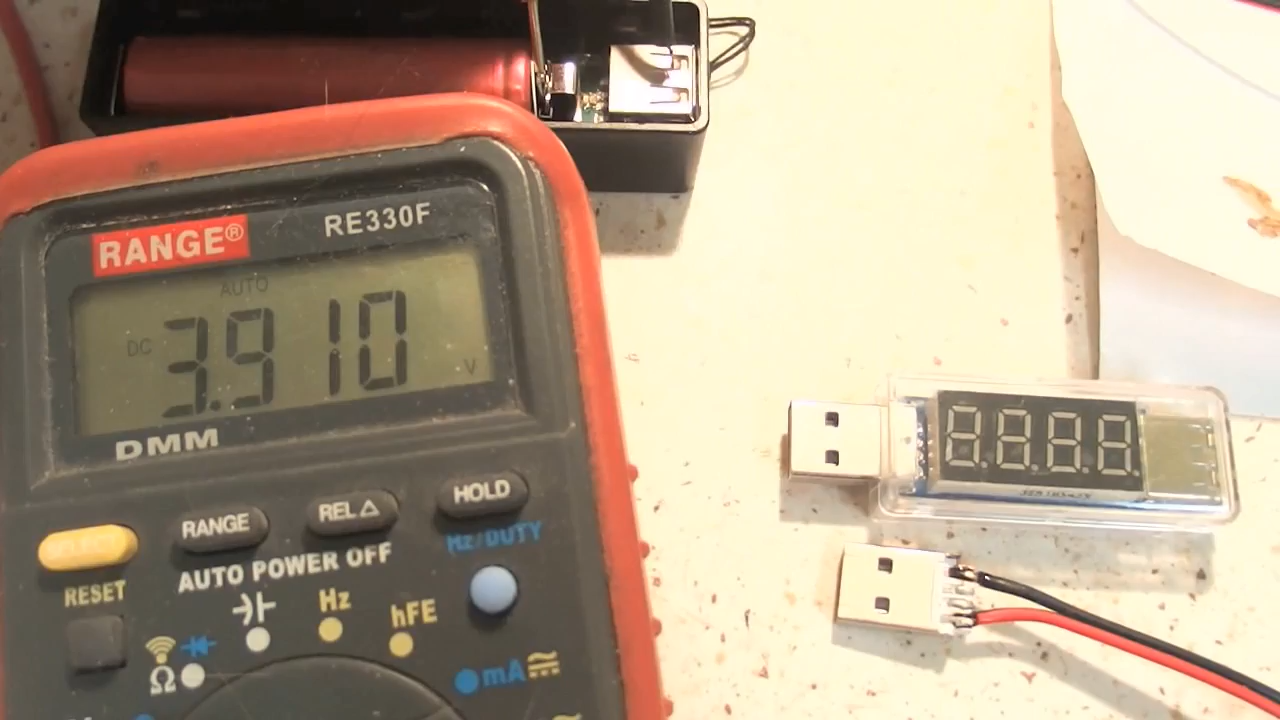 RANGE® RE330F
AUTO
DC 3.910 V
DMM
SELECT RANGE REL△ HOLD
RESET AUTO POWER OFF Hz/DUTY
Hz
hFE
Ω mA